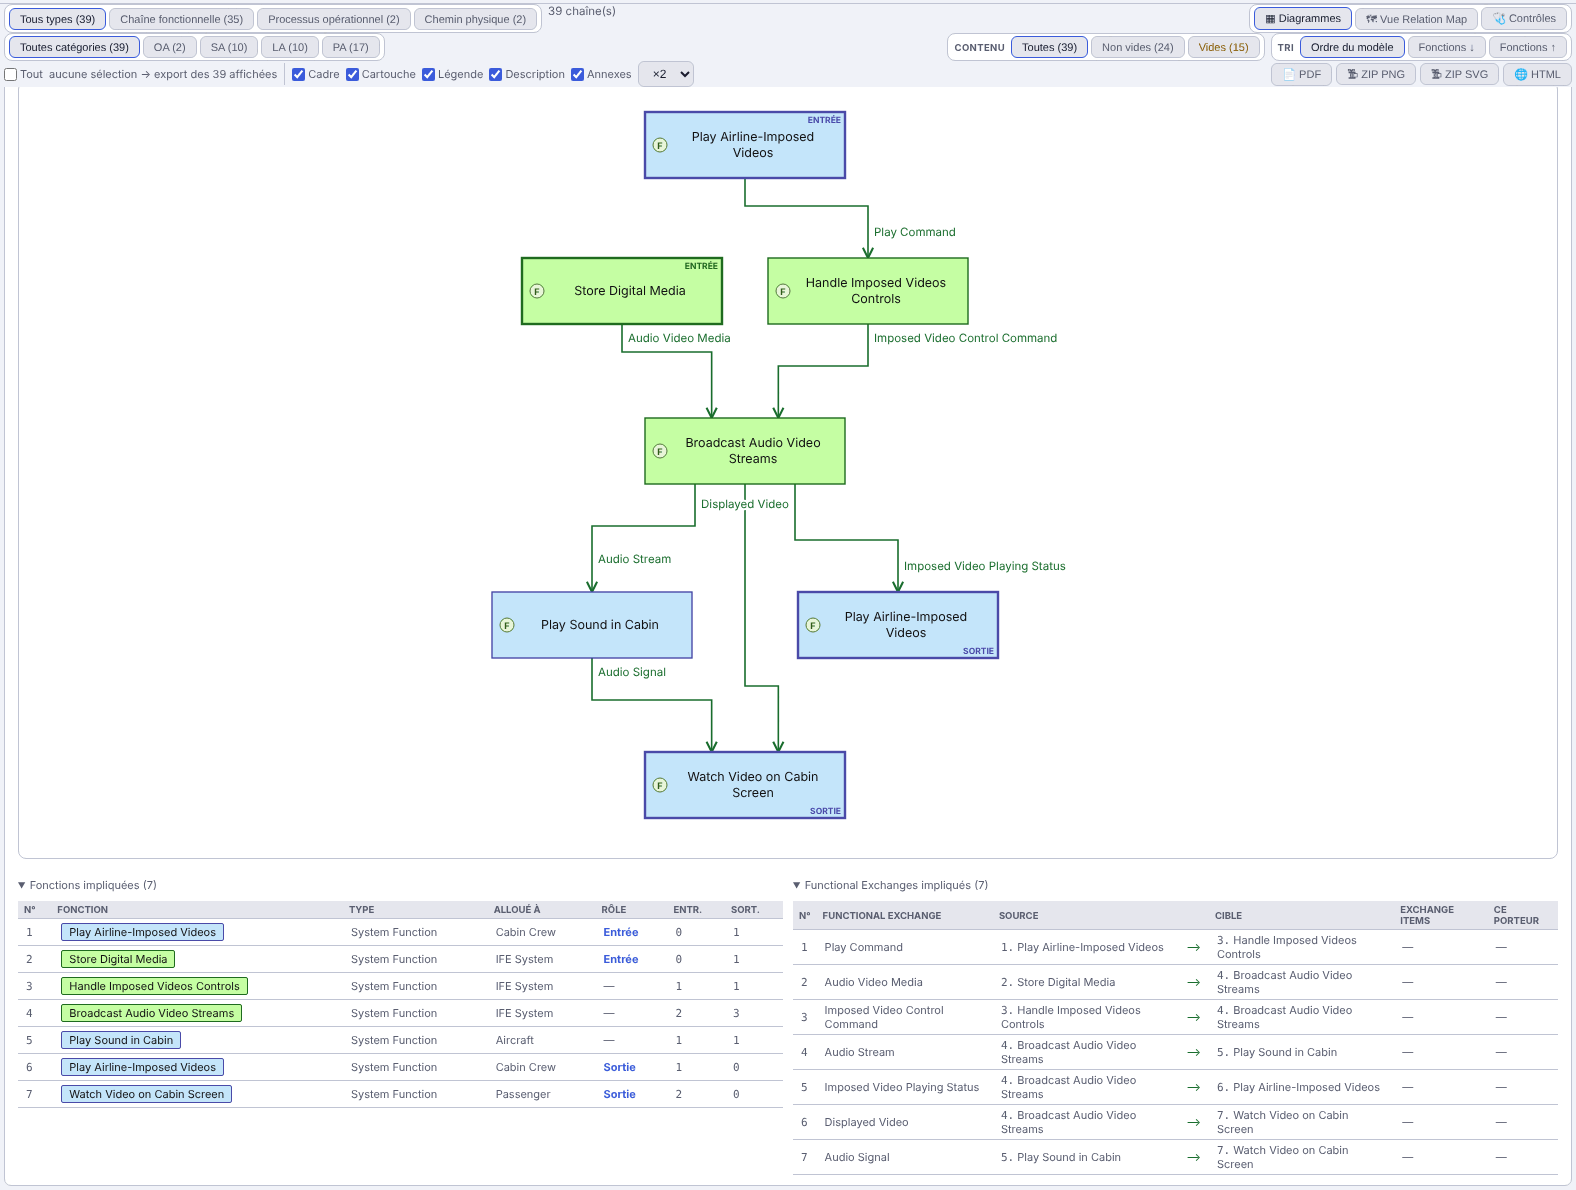 Tous types (39) Chaîne fonctionnelle (35) Processus opérationnel (2) Chemin physique (2) 39 chaîne(s) ▦ Diagrammes 🗺 Vue Relation Map 🩺 Contrôles
Toutes catégories (39) OA (2) SA (10) LA (10) PA (17) CONTENU Toutes (39) Non vides (24) Vides (15) TRI Ordre du modèle Fonctions ↓ Fonctions ↑
Tout aucune sélection → export des 39 affichées Cadre Cartouche Légende Description Annexes ×2 PDF ZIP PNG ZIP SVG HTML
ENTRÉE
F Play Airline-Imposed
Videos
Play Command
ENTRÉE
F Store Digital Media
F Handle Imposed Videos
Controls
Audio Video Media
Imposed Video Control Command
F Broadcast Audio Video
Streams
Displayed Video
Audio Stream
Imposed Video Playing Status
F Play Sound in Cabin
F Play Airline-Imposed
Videos
SORTIE
Audio Signal
F Watch Video on Cabin
Screen
SORTIE
▼ Fonctions impliquées (7)
N° FONCTION TYPE ALLOUÉ À RÔLE ENTR. SORT.
1 Play Airline-Imposed Videos System Function Cabin Crew Entrée 0 1
2 Store Digital Media System Function IFE System Entrée 0 1
3 Handle Imposed Videos Controls System Function IFE System — 1 1
4 Broadcast Audio Video Streams System Function IFE System — 2 3
5 Play Sound in Cabin System Function Aircraft — 1 1
6 Play Airline-Imposed Videos System Function Cabin Crew Sortie 1 0
7 Watch Video on Cabin Screen System Function Passenger Sortie 2 0
▼ Functional Exchanges impliqués (7)
N° FUNCTIONAL EXCHANGE SOURCE CIBLE EXCHANGE ITEMS CE PORTEUR
1 Play Command 1. Play Airline-Imposed Videos → 3. Handle Imposed Videos Controls — —
2 Audio Video Media 2. Store Digital Media → 4. Broadcast Audio Video Streams — —
3 Imposed Video Control Command 3. Handle Imposed Videos Controls → 4. Broadcast Audio Video Streams — —
4 Audio Stream 4. Broadcast Audio Video Streams → 5. Play Sound in Cabin — —
5 Imposed Video Playing Status 4. Broadcast Audio Video Streams → 6. Play Airline-Imposed Videos — —
6 Displayed Video 4. Broadcast Audio Video Streams → 7. Watch Video on Cabin Screen — —
7 Audio Signal 5. Play Sound in Cabin → 7. Watch Video on Cabin Screen — —